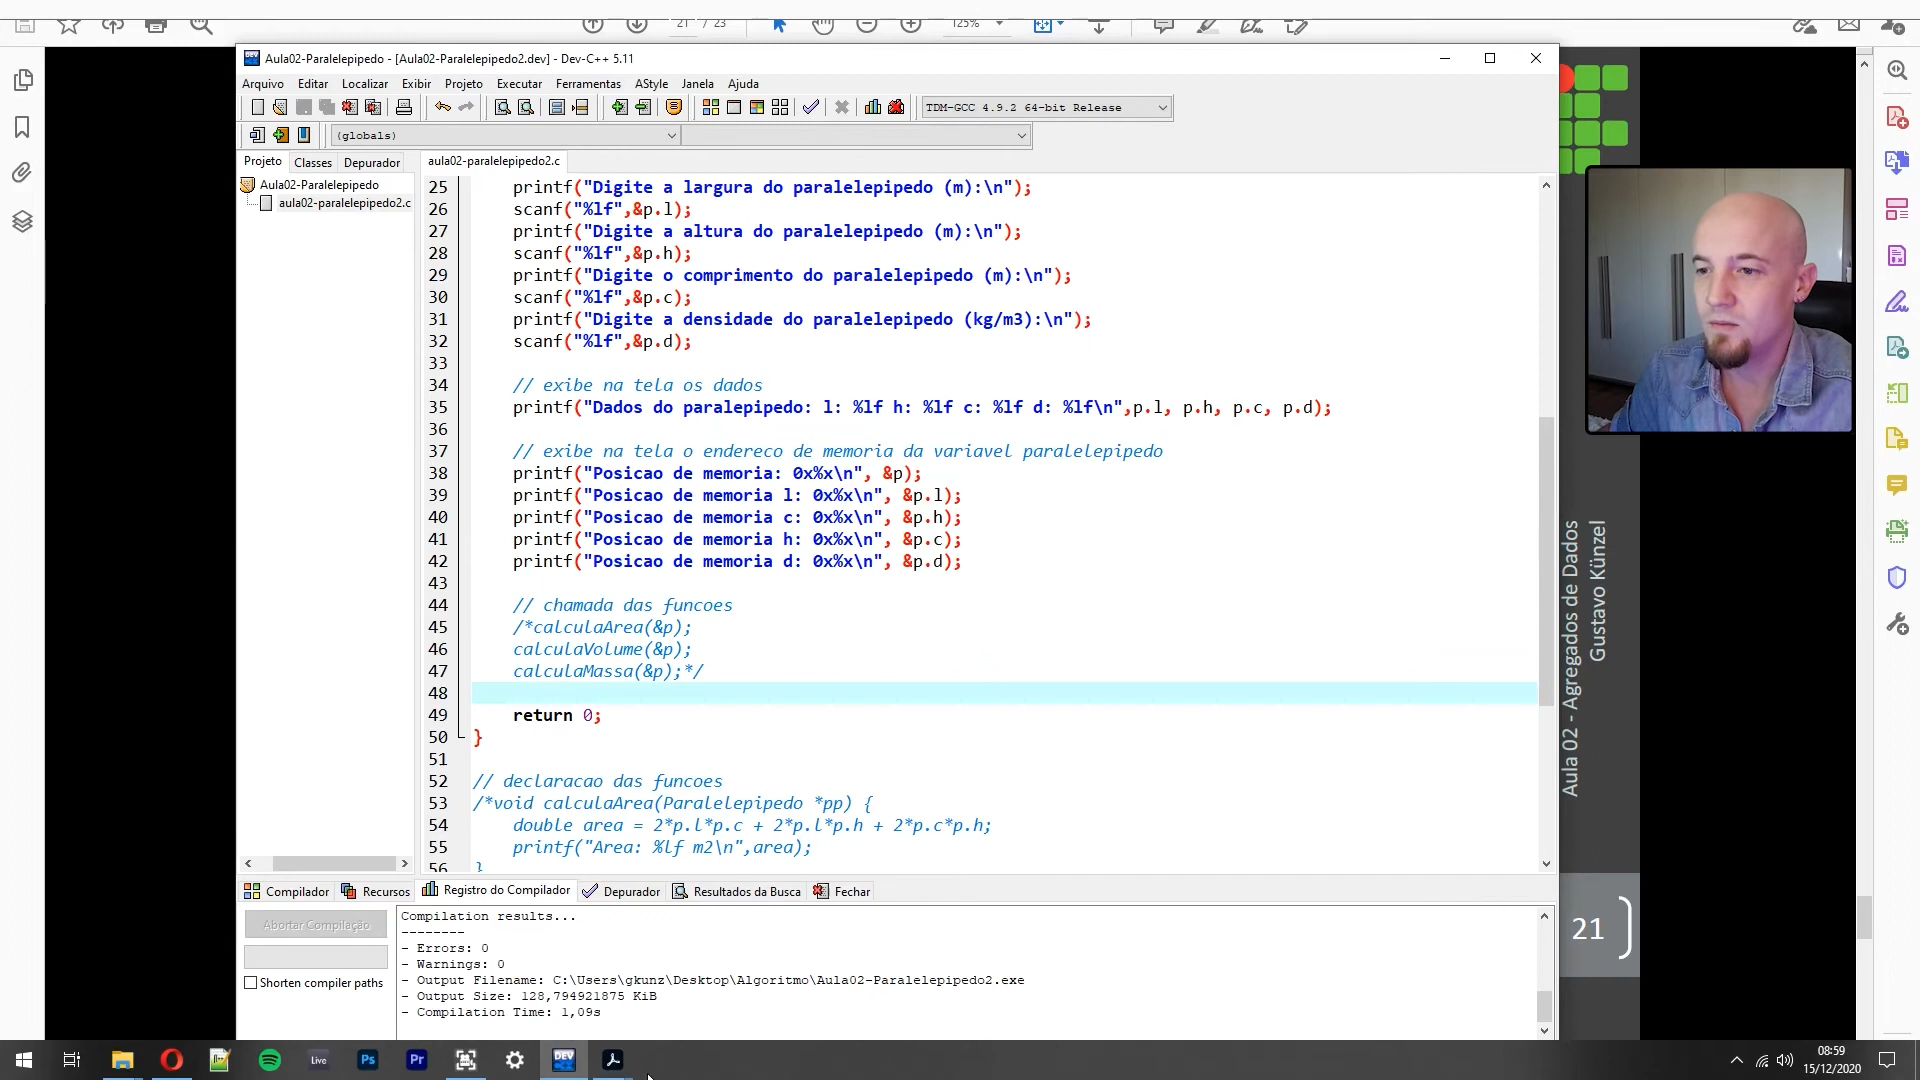 21 / 23
125%
Aula02-Paralelepipedo - [Aula02-Paralelepipedo2.dev] - Dev-C++ 5.11
Arquivo Editar Localizar Exibir Projeto Executar Ferramentas AStyle Janela Ajuda
TDM-GCC 4.9.2 64-bit Release
(globals)
Projeto Classes Depurador
aula02-paralelepipedo2.c
Aula02-Paralelepipedo
aula02-paralelepipedo2.c
25 printf("Digite a largura do paralelepipedo (m):\n");
26 scanf("%lf",&p.l);
27 printf("Digite a altura do paralelepipedo (m):\n");
28 scanf("%lf",&p.h);
29 printf("Digite o comprimento do paralelepipedo (m):\n");
30 scanf("%lf",&p.c);
31 printf("Digite a densidade do paralelepipedo (kg/m3):\n");
32 scanf("%lf",&p.d);
33
34 // exibe na tela os dados
35 printf("Dados do paralepipedo: l: %lf h: %lf c: %lf d: %lf\n",p.l, p.h, p.c, p.d);
36
37 // exibe na tela o endereco de memoria da variavel paralelepipedo
38 printf("Posicao de memoria: 0x%x\n", &p);
39 printf("Posicao de memoria l: 0x%x\n", &p.l);
40 printf("Posicao de memoria c: 0x%x\n", &p.h);
41 printf("Posicao de memoria h: 0x%x\n", &p.c);
42 printf("Posicao de memoria d: 0x%x\n", &p.d);
43
44 // chamada das funcoes
45 /*calculaArea(&p);
46 calculaVolume(&p);
47 calculaMassa(&p);*/
48
49 return 0;
50 }
51
52 // declaracao das funcoes
53 /*void calculaArea(Paralelepipedo *pp) {
54 double area = 2*p.l*p.c + 2*p.l*p.h + 2*p.c*p.h;
55 printf("Area: %lf m2\n",area);
56 }
Compilador Recursos Registro do Compilador Depurador Resultados da Busca Fechar
Abortar Compilação
Shorten compiler paths
Compilation results...
--------
- Errors: 0
- Warnings: 0
- Output Filename: C:\Users\gkunz\Desktop\Algoritmo\Aula02-Paralelepipedo2.exe
- Output Size: 128,794921875 KiB
- Compilation Time: 1,09s
Aula 02 - Agregados de Dados
Gustavo Künzel
21
Live
Ps
Pr
DEV
08:59
15/12/2020